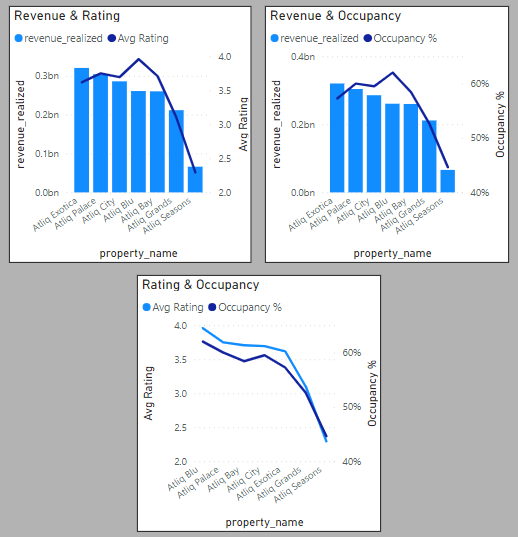 Revenue & Rating
revenue_realized Avg Rating
0.3bn
0.2bn
0.1bn
0.0bn
revenue_realized
4.0
3.5
3.0
2.5
2.0
Avg Rating
Atliq Exotica
Atliq Palace
Atliq City
Atliq Blu
Atliq Bay
Atliq Grands
Atliq Seasons
property_name
Revenue & Occupancy
revenue_realized Occupancy %
0.4bn
0.2bn
0.0bn
revenue_realized
60%
50%
40%
Occupancy %
Atliq Exotica
Atliq Palace
Atliq City
Atliq Blu
Atliq Bay
Atliq Grands
Atliq Seasons
property_name
Rating & Occupancy
Avg Rating Occupancy %
4.0
3.5
3.0
2.5
2.0
Avg Rating
60%
50%
40%
Occupancy %
Atliq Blu
Atliq Palace
Atliq Bay
Atliq City
Atliq Exotica
Atliq Grands
Atliq Seasons
property_name